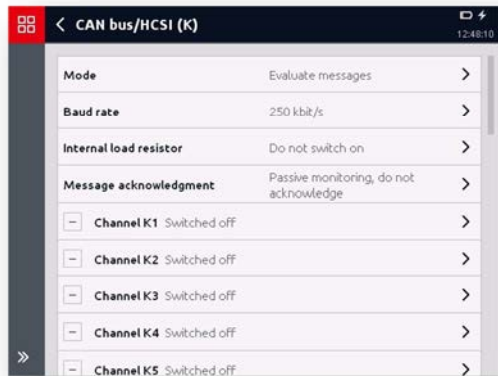 CAN bus/HCSI (K)
12:48:10
Mode Evaluate messages
Baud rate 250 kbit/s
Internal load resistor Do not switch on
Message acknowledgment Passive monitoring, do not
acknowledge
Channel K1 Switched off
Channel K2 Switched off
Channel K3 Switched off
Channel K4 Switched off
Channel K5 Switched off